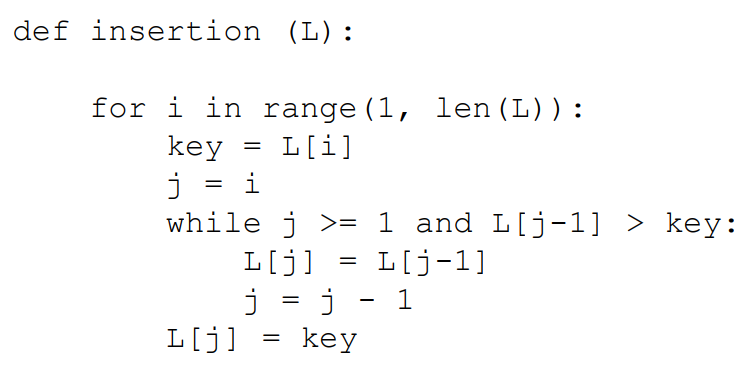 def insertion (L):
    for i in range(1, len(L)):
        key = L[i]
        j = i
        while j >= 1 and L[j-1] > key:
            L[j] = L[j-1]
            j = j - 1
        L[j] = key